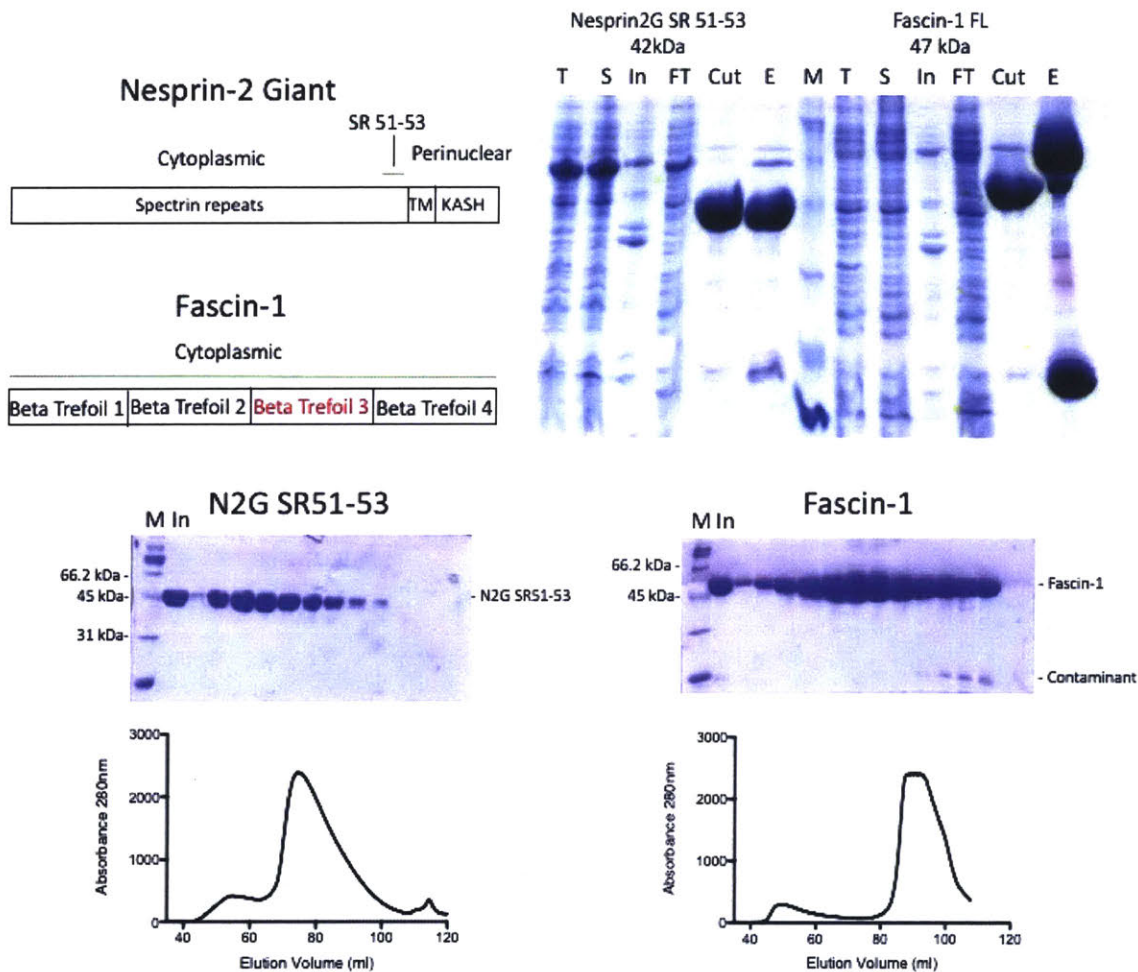 Nesprin-2 Giant
SR 51-53
Cytoplasmic
Perinuclear
Spectrin repeats
TM
KASH
Fascin-1
Cytoplasmic
Beta Trefoil 1
Beta Trefoil 2
Beta Trefoil 3
Beta Trefoil 4
Nesprin2G SR 51-53
42kDa
T S In FT Cut E M
Fascin-1 FL
47 kDa
T S In FT Cut E
N2G SR51-53
M In
66.2 kDa -
45 kDa-
31 kDa-
- N2G SR51-53
Fascin-1
M In
66.2 kDa -
45 kDa-
- Fascin-1
- Contaminant
3000
2000
1000
0
Absorbance 280nm
40 60 80 100 120
Elution Volume (ml)
3000
2000
1000
0
Absorbance 280nm
40 60 80 100 120
Elution Volume (ml)